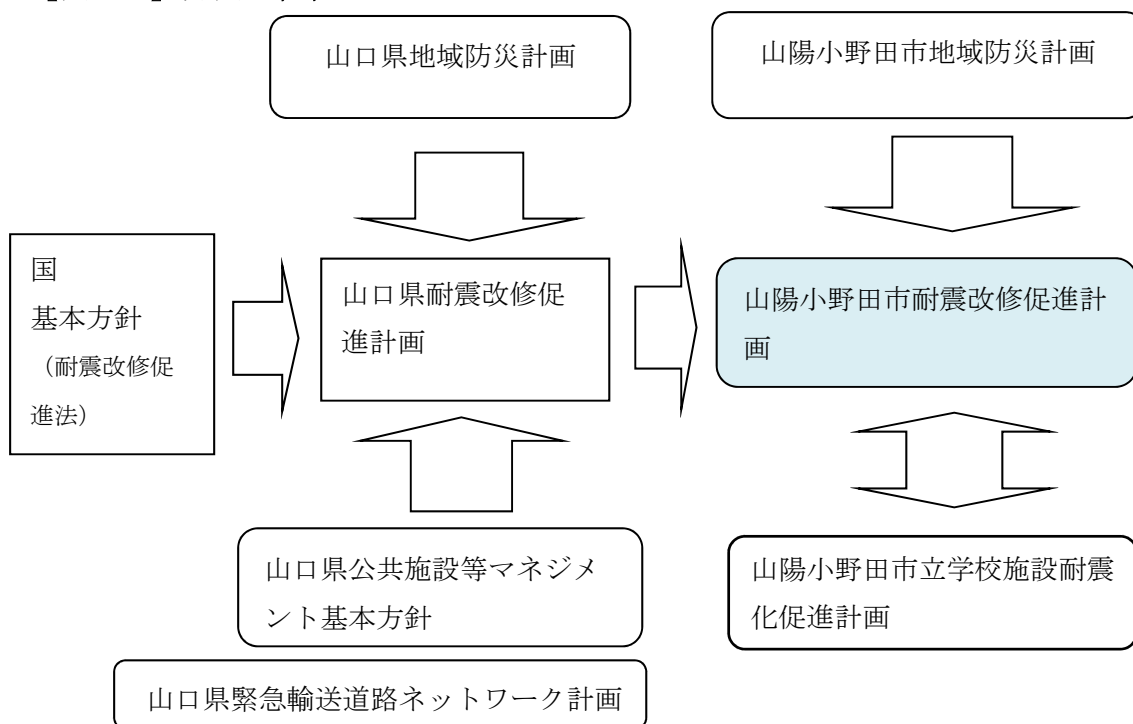 山口県地域防災計画
山陽小野田市地域防災計画
国
基本方針
（耐震改修促
進法）
山口県耐震改修促
進計画
山陽小野田市耐震改修促進計
画
山口県公共施設等マネジメ
ント基本方針
山陽小野田市立学校施設耐震
化促進計画
山口県緊急輸送道路ネットワーク計画